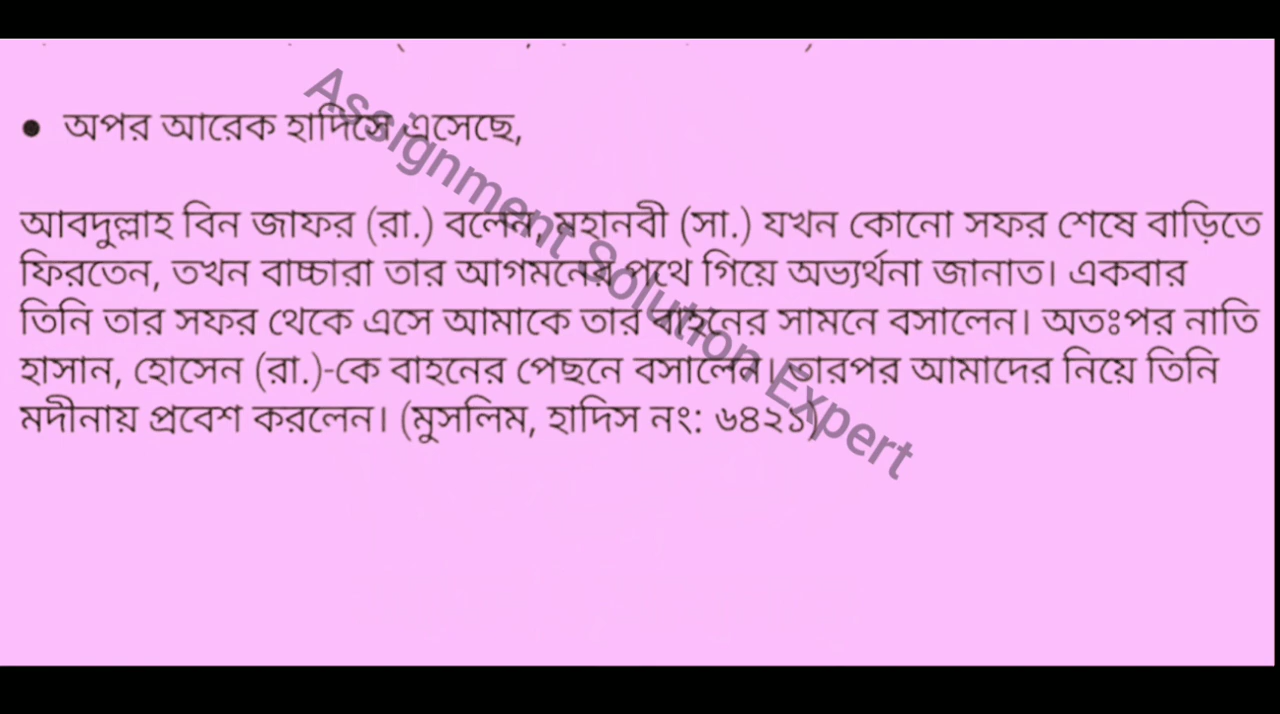 • অপর আরেক হাদিসে এসেছে,
আবদুল্লাহ বিন জাফর (রা.) বলেন, মহানবী (সা.) যখন কোনো সফর শেষে বাড়িতে
ফিরতেন, তখন বাচ্চারা তার আগমনের পথে গিয়ে অভ্যর্থনা জানাত। একবার
তিনি তার সফর থেকে এসে আমাকে তার বাহনের সামনে বসালেন। অতঃপর নাতি
হাসান, হোসেন (রা.)-কে বাহনের পেছনে বসালেন। তারপর আমাদের নিয়ে তিনি
মদীনায় প্রবেশ করলেন। (মুসলিম, হাদিস নং: ৬৪২১)
Assignment Solution Expert